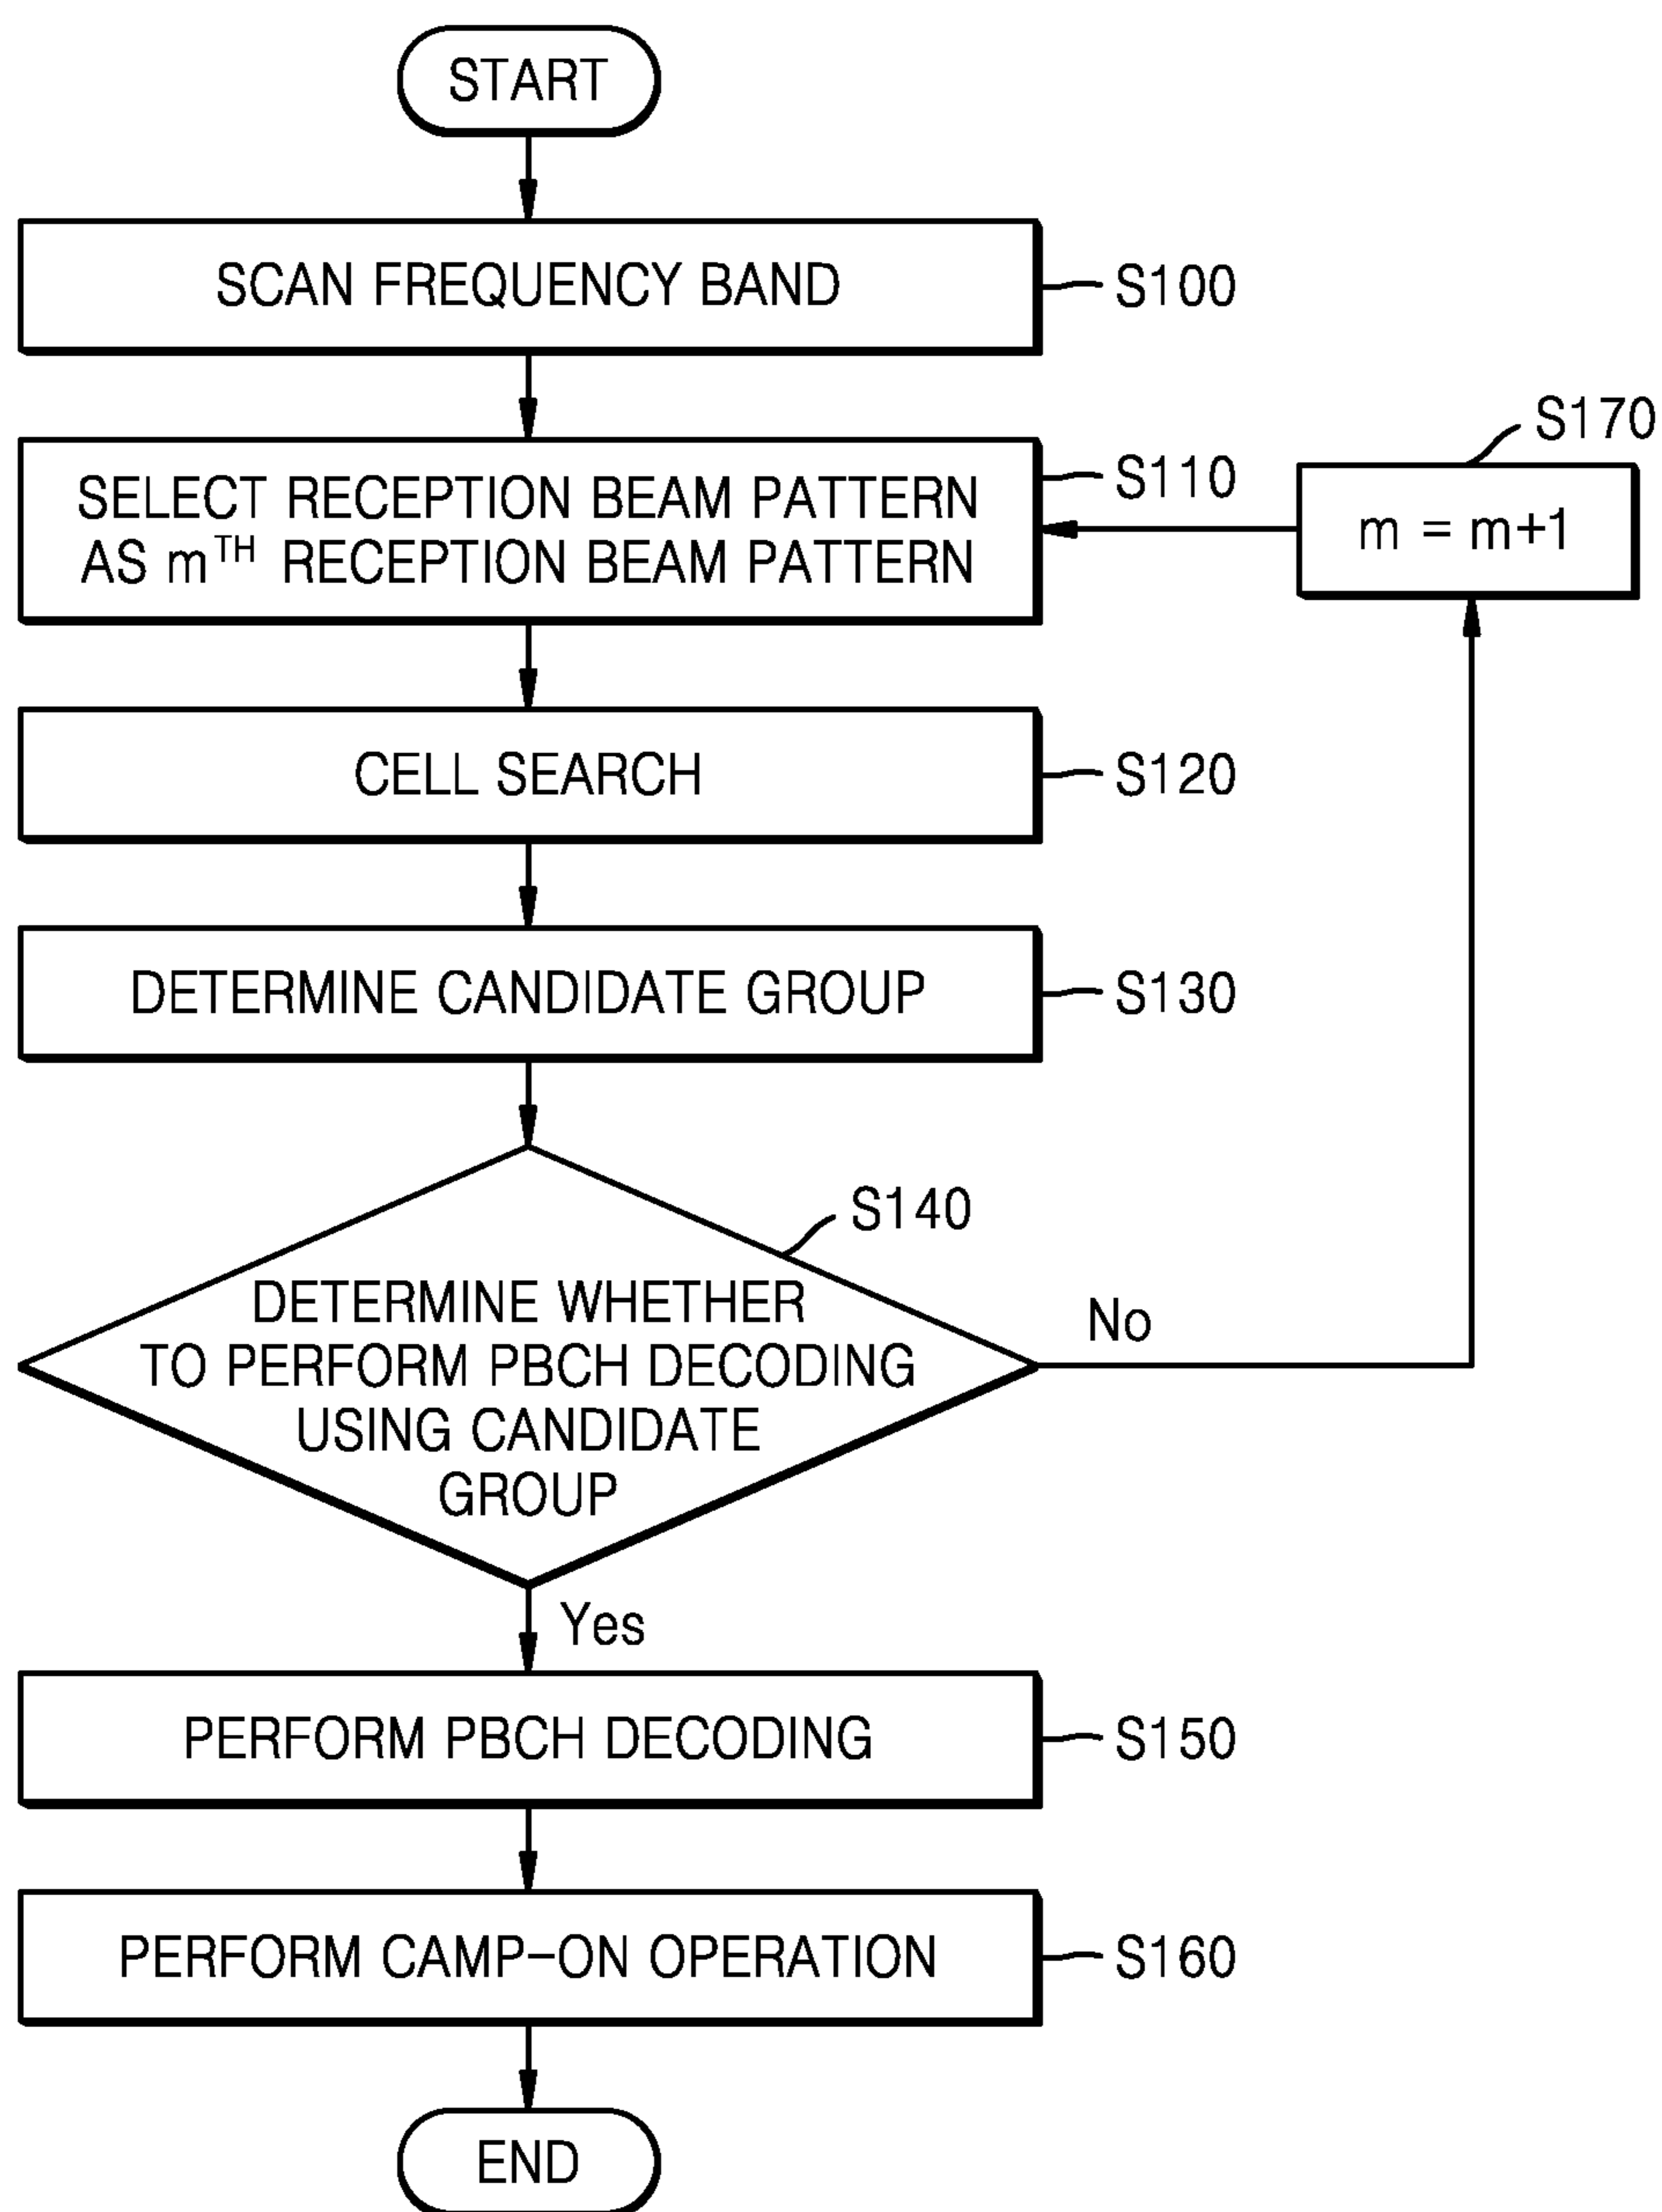 START
SCAN FREQUENCY BAND
S100
S170
SELECT RECEPTION BEAM PATTERN
AS mTH RECEPTION BEAM PATTERN
S110
m = m+1
CELL SEARCH
S120
DETERMINE CANDIDATE GROUP
S130
S140
DETERMINE WHETHER
TO PERFORM PBCH DECODING
USING CANDIDATE
GROUP
No
Yes
PERFORM PBCH DECODING
S150
PERFORM CAMP-ON OPERATION
S160
END